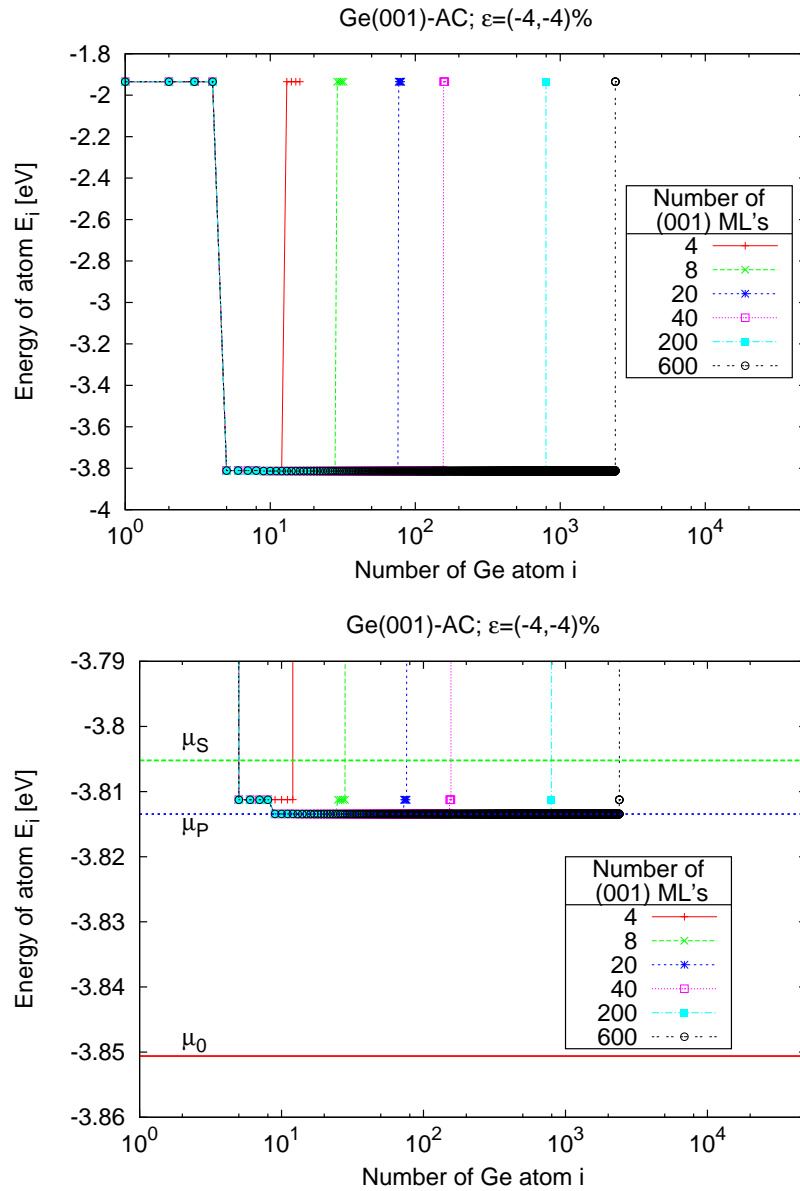 Ge(001)-AC; ε=(-4,-4)%
Energy of atom E_i [eV]
-1.8
-2
-2.2
-2.4
-2.6
-2.8
-3
-3.2
-3.4
-3.6
-3.8
-4
Number of
(001) ML's
4
8
20
40
200
600
10^0 10^1 10^2 10^3 10^4
Number of Ge atom i
Ge(001)-AC; ε=(-4,-4)%
Energy of atom E_i [eV]
-3.79
-3.8
-3.81
-3.82
-3.83
-3.84
-3.85
-3.86
μ_S
μ_P
μ_0
Number of
(001) ML's
4
8
20
40
200
600
10^0 10^1 10^2 10^3 10^4
Number of Ge atom i